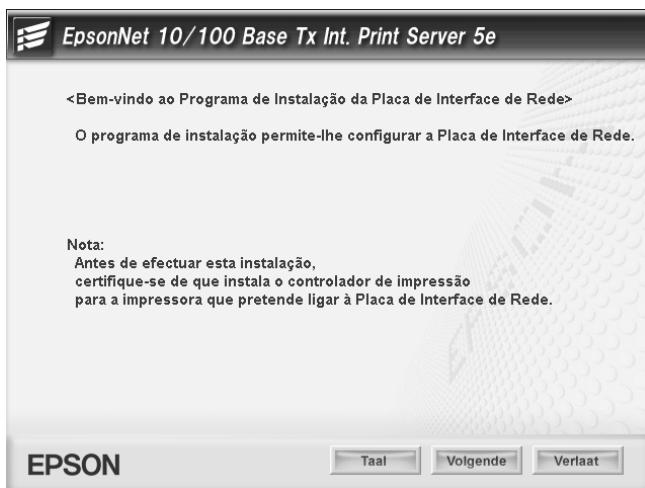 EpsonNet 10/100 Base Tx Int. Print Server 5e
<Bem-vindo ao Programa de Instalação da Placa de Interface de Rede>
O programa de instalação permite-lhe configurar a Placa de Interface de Rede.
Nota:
Antes de efectuar esta instalação,
certifique-se de que instala o controlador de impressão
para a impressora que pretende ligar à Placa de Interface de Rede.
EPSON
EPSON
Taal
Volgende
Verlaat